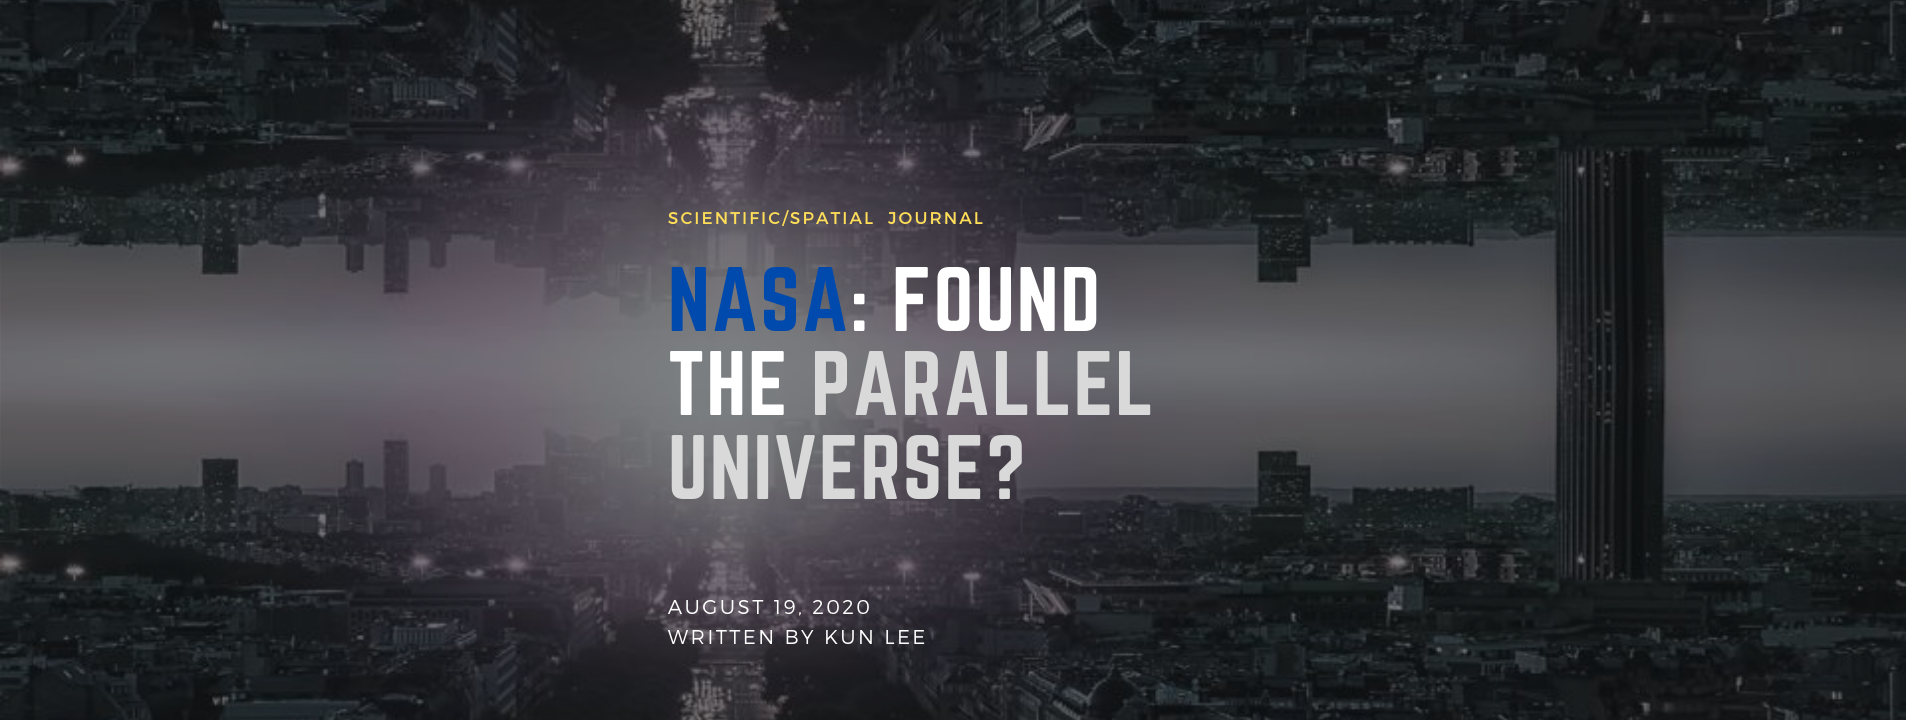 SCIENTIFIC/SPATIAL JOURNAL
NASA: FOUND
THE PARALLEL
UNIVERSE?
AUGUST 19, 2020
WRITTEN BY KUN LEE